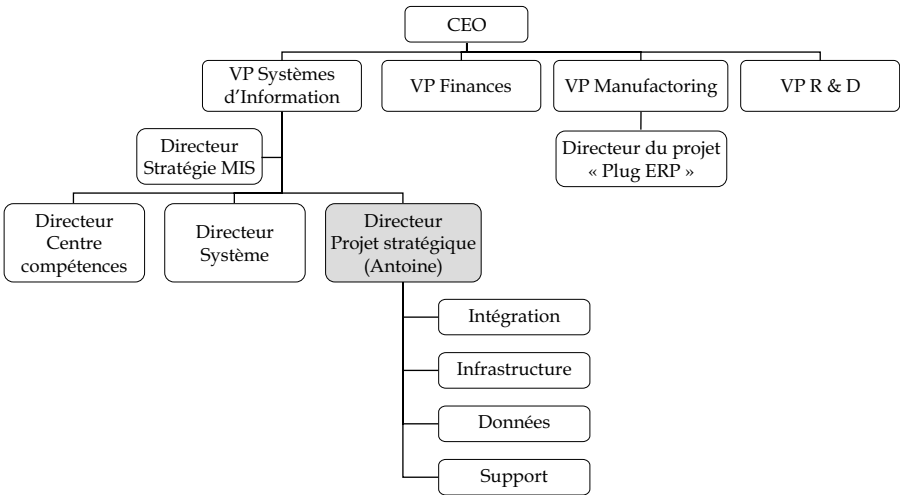 CEO
VP Systèmes
d’Information
VP Finances
VP Manufactoring
VP R & D
Directeur
Stratégie MIS
Directeur du projet
« Plug ERP »
Directeur
Centre
compétences
Directeur
Système
Directeur
Projet stratégique
(Antoine)
Intégration
Infrastructure
Données
Support